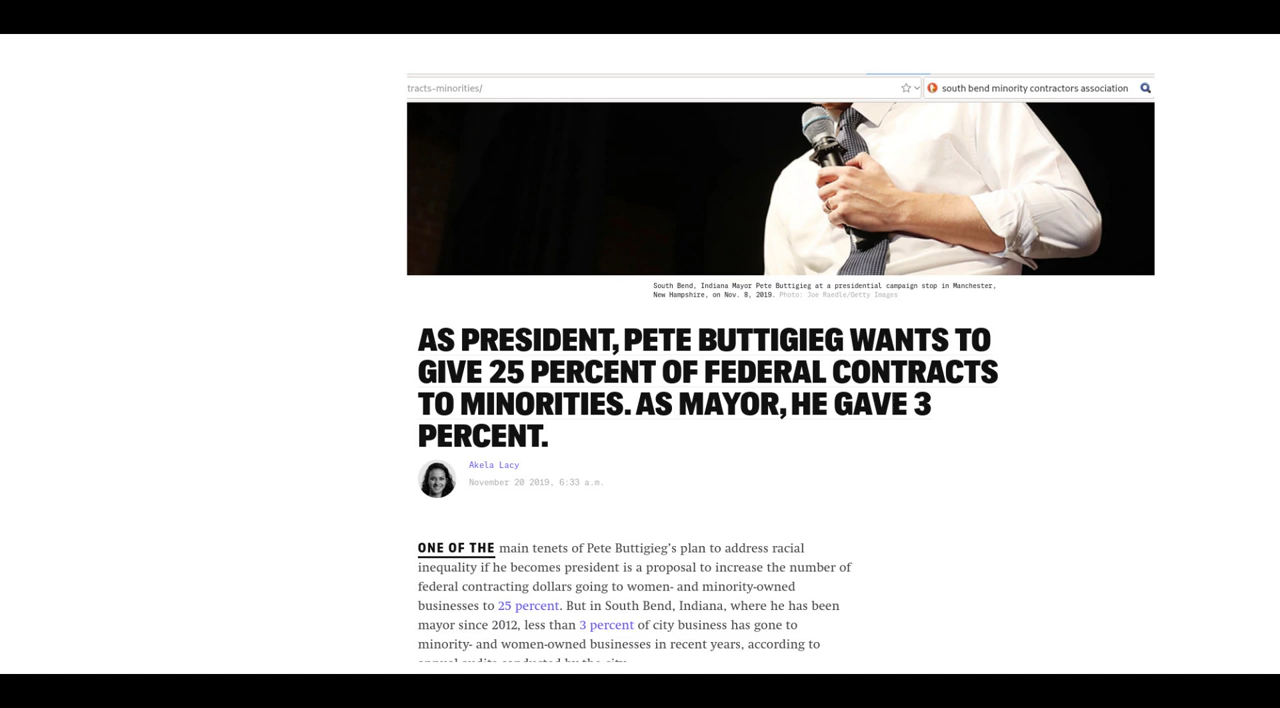 tracts-minorities/
south bend minority contractors association
South Bend, Indiana Mayor Pete Buttigieg at a presidential campaign stop in Manchester,
New Hampshire, on Nov. 8, 2019. Photo: Joe Raedle/Getty Images
AS PRESIDENT, PETE BUTTIGIEG WANTS TO
GIVE 25 PERCENT OF FEDERAL CONTRACTS
TO MINORITIES. AS MAYOR, HE GAVE 3
PERCENT.
Akela Lacy
November 20 2019, 6:33 a.m.
ONE OF THE main tenets of Pete Buttigieg's plan to address racial
inequality if he becomes president is a proposal to increase the number of
federal contracting dollars going to women- and minority-owned
businesses to 25 percent. But in South Bend, Indiana, where he has been
mayor since 2012, less than 3 percent of city business has gone to
minority- and women-owned businesses in recent years, according to
annual audits conducted by the city.